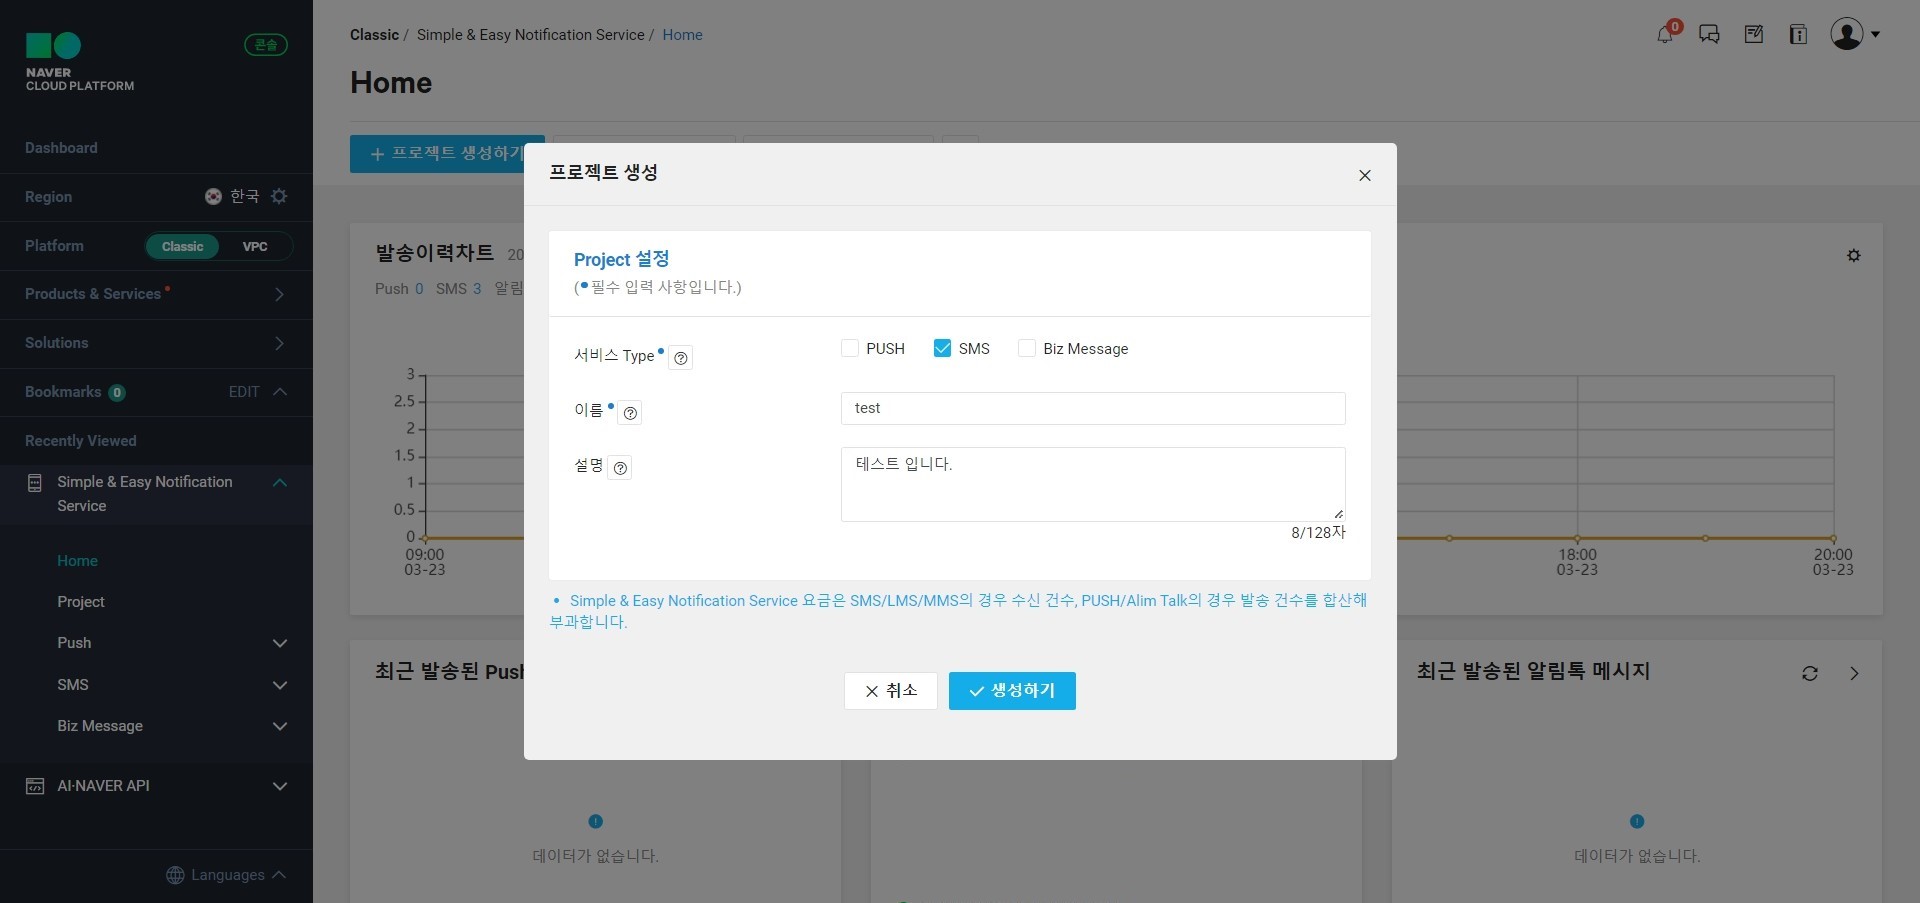 NAVER
CLOUD PLATFORM
콘솔
Dashboard
Region 한국
Platform Classic VPC
Products & Services
Solutions
Bookmarks 0 EDIT
Recently Viewed
Simple & Easy Notification
Service
Home
Project
Push
SMS
Biz Message
AI·NAVER API
Languages
Classic / Simple & Easy Notification Service / Home
0
Home
+ 프로젝트 생성하기
프로젝트 생성
Project 설정
(•필수 입력 사항입니다.)
서비스 Type • ? PUSH SMS Biz Message
이름 • ? test
설명 ? 테스트 입니다.
8/128자
• Simple & Easy Notification Service 요금은 SMS/LMS/MMS의 경우 수신 건수, PUSH/Alim Talk의 경우 발송 건수를 합산해
부과합니다.
취소 생성하기
발송이력차트 20
Push 0 SMS 3 알림
3
2.5
2
1.5
1
0.5
0
09:00 18:00 20:00
03-23 03-23 03-23
최근 발송된 Push
데이터가 없습니다.
최근 발송된 알림톡 메시지
데이터가 없습니다.